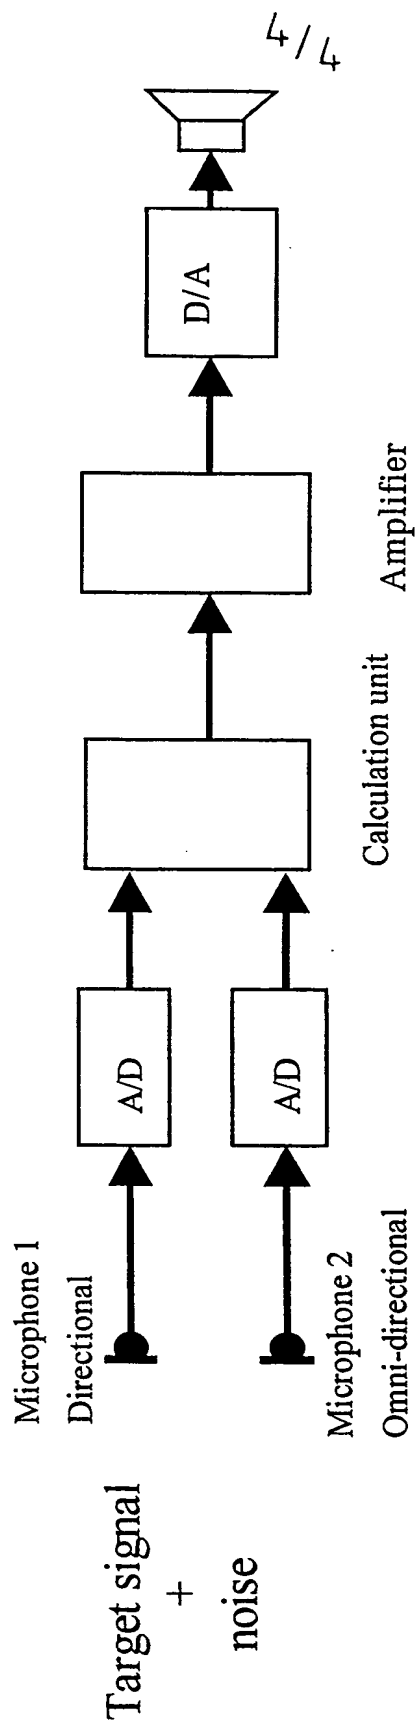 4/4
Target signal
+
noise
Microphone 1
Directional
Microphone 2
Omni-directional
A/D
A/D
Calculation unit
Amplifier
D/A